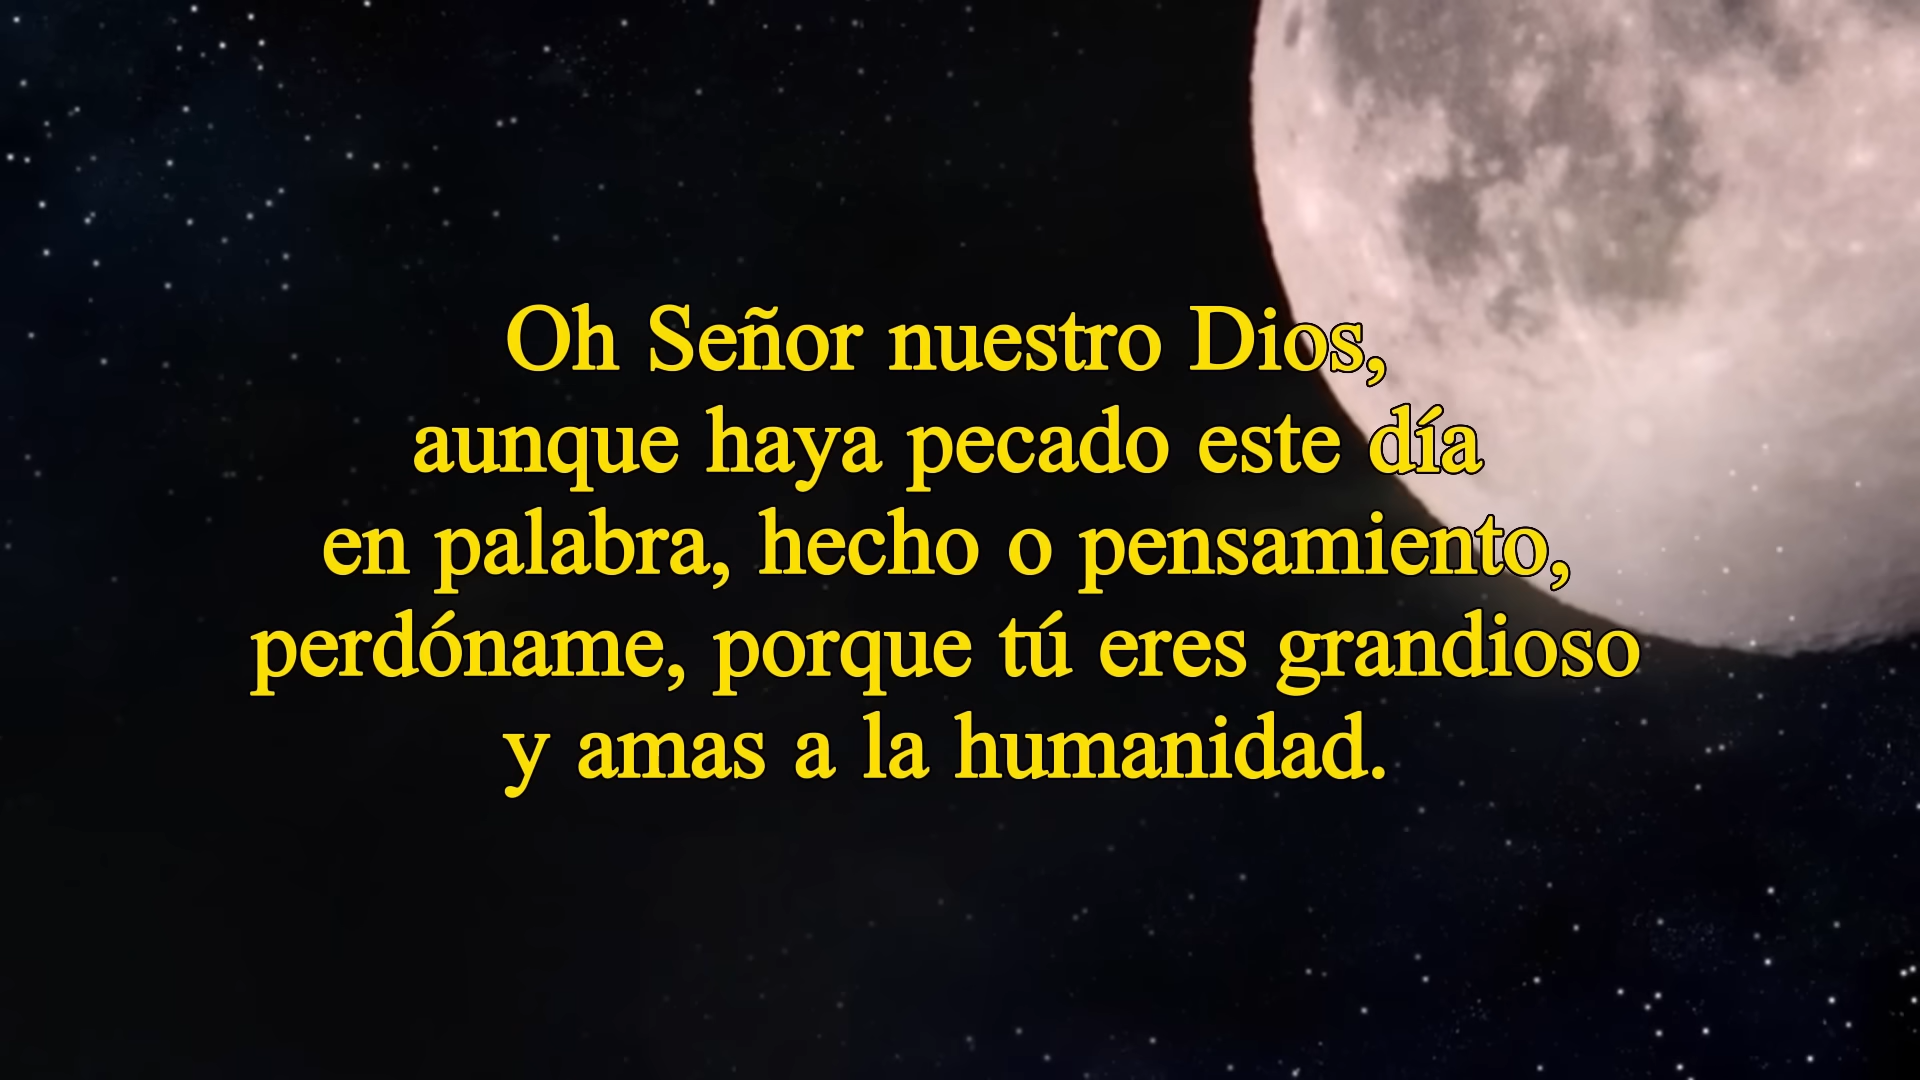 Oh Señor nuestro Dios,
aunque haya pecado este día
en palabra, hecho o pensamiento,
perdóname, porque tú eres grandioso
y amas a la humanidad.